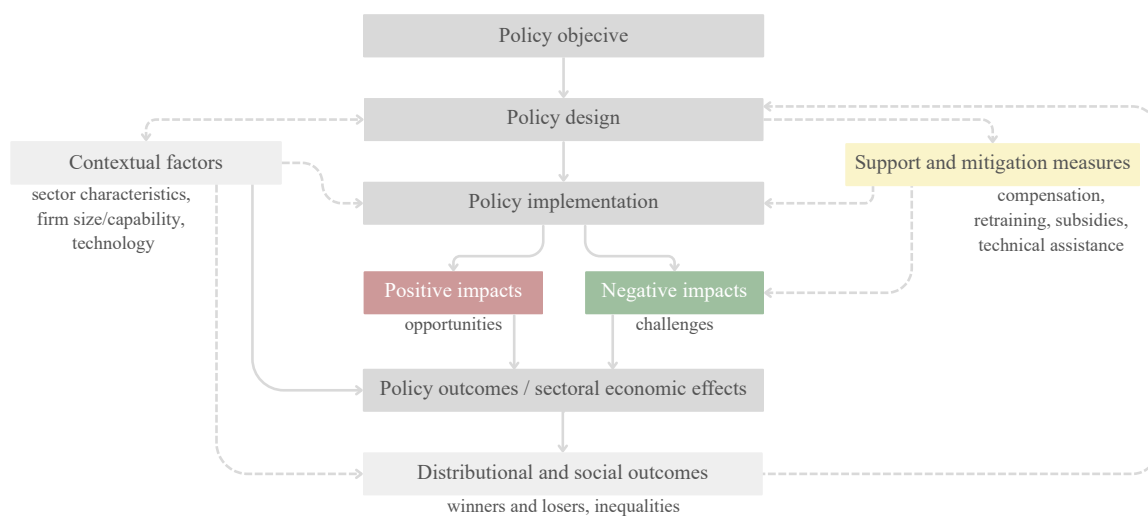 Policy objecive
Policy design
Contextual factors
sector characteristics,
firm size/capability,
technology
Support and mitigation measures
compensation,
retraining, subsidies,
technical assistance
Policy implementation
Positive impacts
opportunities
Negative impacts
challenges
Policy outcomes / sectoral economic effects
Distributional and social outcomes
winners and losers, inequalities